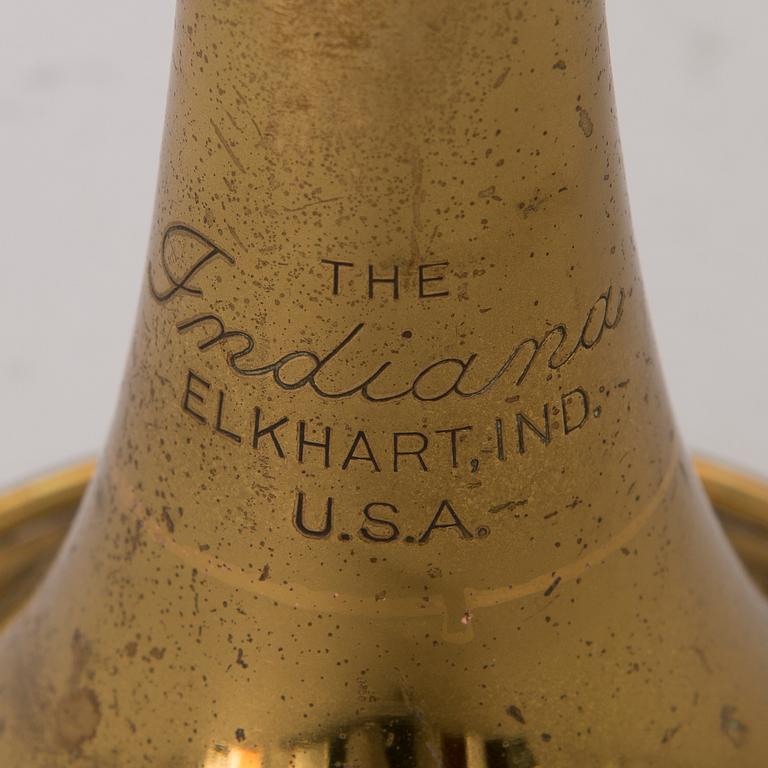 THE
Indiana
ELKHART, IND.
U.S.A.